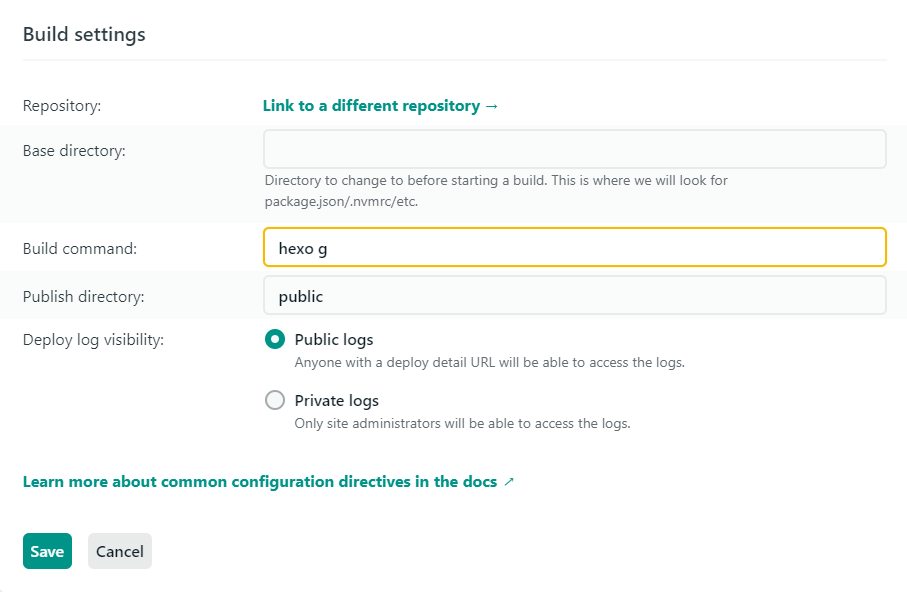 Build settings
Repository:
Link to a different repository →
Base directory:
Directory to change to before starting a build. This is where we will look for
package.json/.nvmrc/etc.
Build command:
hexo g
Publish directory:
public
Deploy log visibility:
Public logs
Anyone with a deploy detail URL will be able to access the logs.
Private logs
Only site administrators will be able to access the logs.
Learn more about common configuration directives in the docs ↗
Save
Cancel